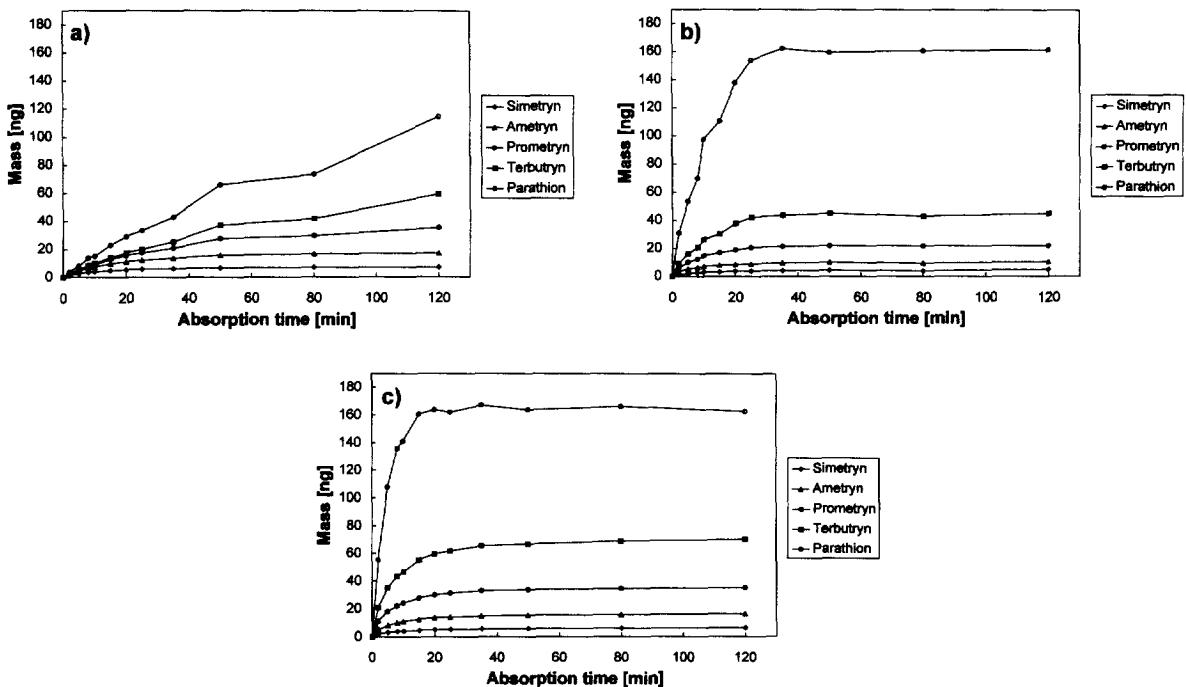 a)
180
160
140
120
100
80
60
40
20
0
Mass [ng]
0 20 40 60 80 100 120
Absorption time [min]
Simetryn
Ametryn
Prometryn
Terbutryn
Parathion
b)
180
160
140
120
100
80
60
40
20
0
Mass [ng]
0 20 40 60 80 100 120
Absorption time [min]
Simetryn
Ametryn
Prometryn
Terbutryn
Parathion
c)
180
160
140
120
100
80
60
40
20
0
Mass [ng]
0 20 40 60 80 100 120
Absorption time [min]
Simetryn
Ametryn
Prometryn
Terbutryn
Parathion